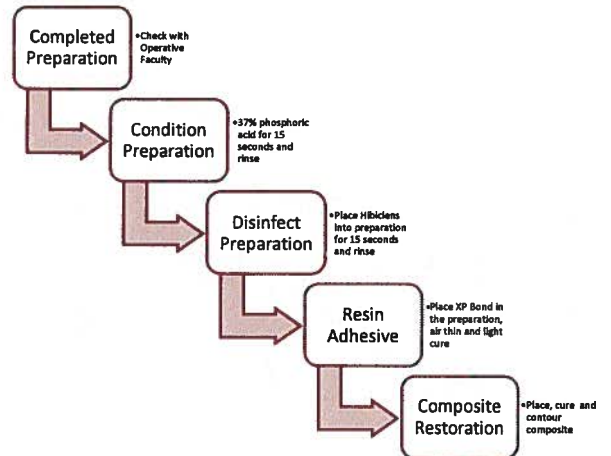 Completed
Preparation
•Check with
Operative
Faculty
Condition
Preparation
•37% phosphoric
acid for 15
seconds and
rinse
Disinfect
Preparation
•Place Hibiclens
into preparation
for 15 seconds
and rinse
Resin
Adhesive
•Place XP Bond in
the preparation,
air thin and light
cure
Composite
Restoration
•Place, cure and
contour
composite